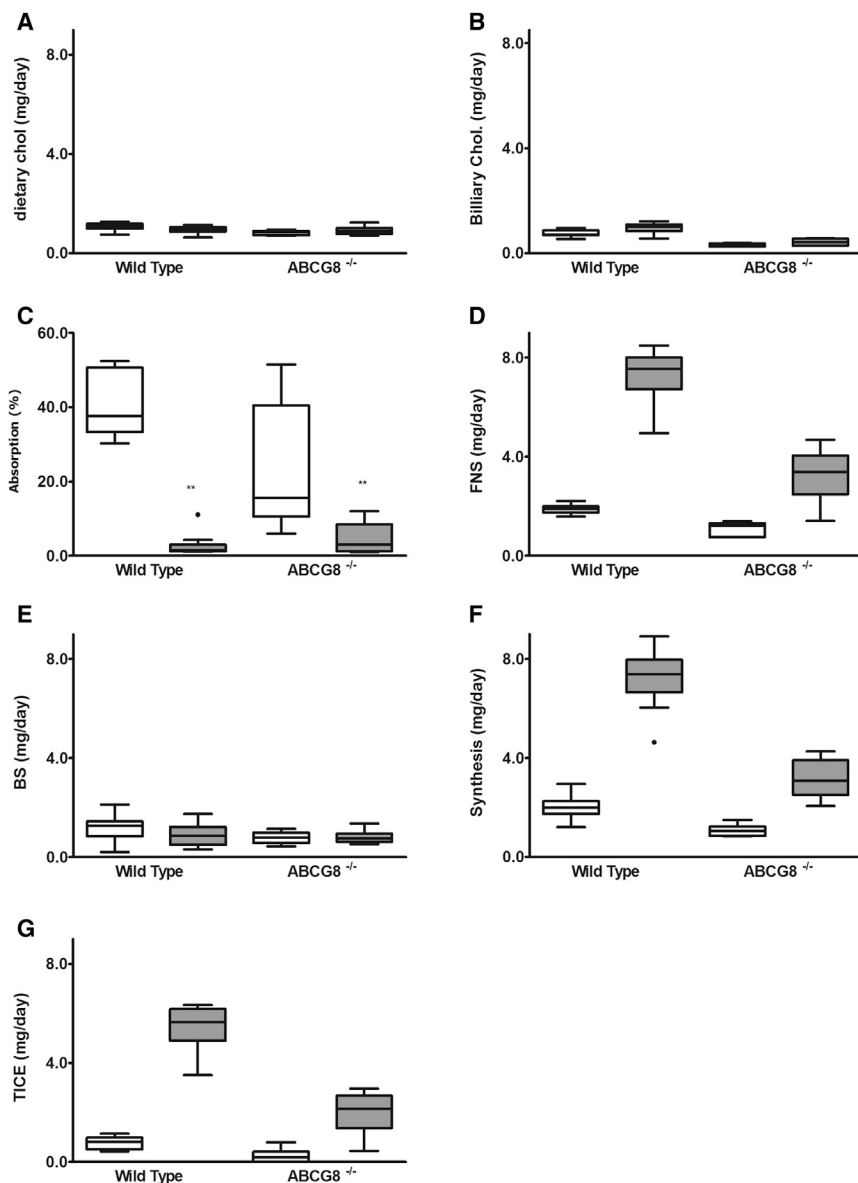 A
dietary chol (mg/day)
8.0
4.0
0.0
Wild Type
ABCG8 -/-
B
Billiary Chol. (mg/day)
8.0
4.0
0.0
Wild Type
ABCG8 -/-
C
Absorption (%)
60.0
40.0
20.0
0.0
**
**
Wild Type
ABCG8 -/-
D
FNS (mg/day)
8.0
4.0
0.0
Wild Type
ABCG8 -/-
E
BS (mg/day)
8.0
4.0
0.0
Wild Type
ABCG8 -/-
F
Synthesis (mg/day)
8.0
4.0
0.0
Wild Type
ABCG8 -/-
G
TICE (mg/day)
8.0
4.0
0.0
Wild Type
ABCG8 -/-